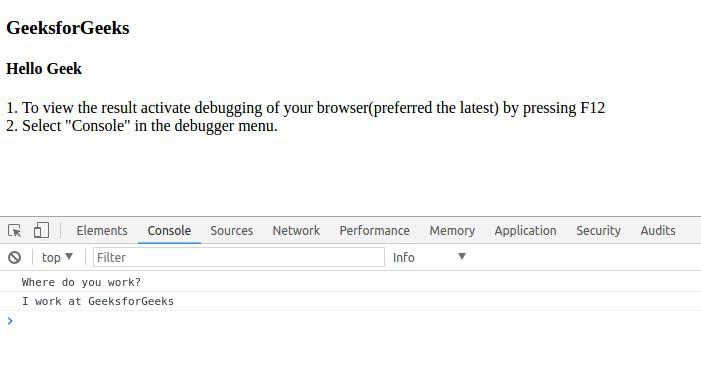 GeeksforGeeks
Hello Geek
1. To view the result activate debugging of your browser(preferred the latest) by pressing F12
2. Select "Console" in the debugger menu.
Elements Console Sources Network Performance Memory Application Security Audits
top Filter Info
Where do you work?
I work at GeeksforGeeks